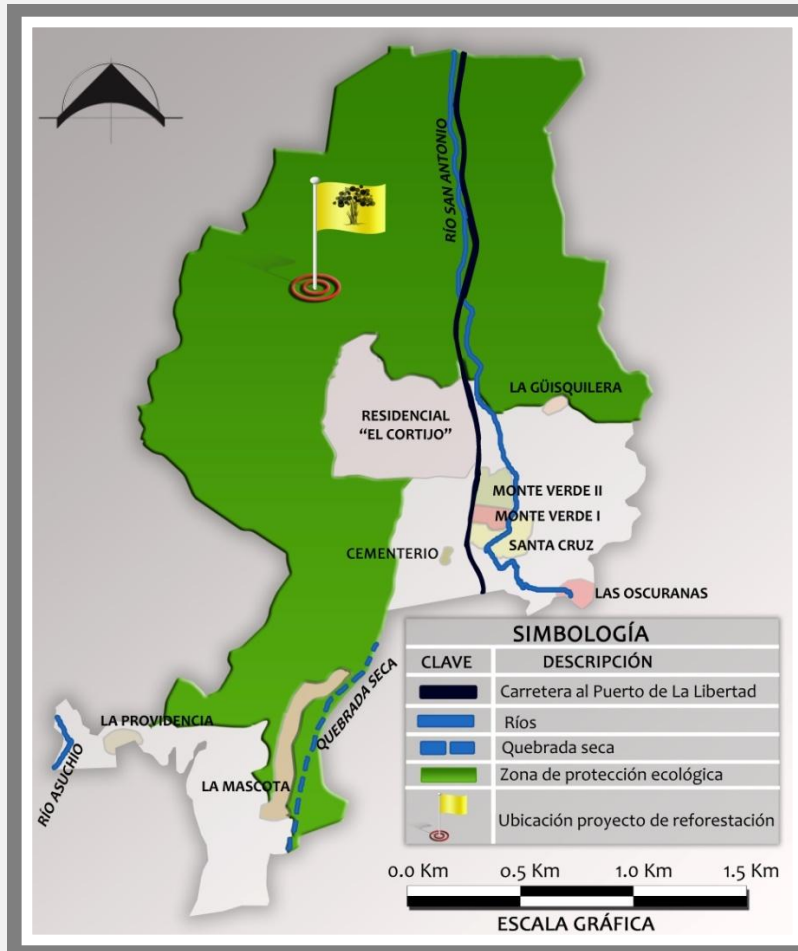 RÍO SAN ANTONIO
LA GÜISQUILERA
RESIDENCIAL
"EL CORTIJO"
MONTE VERDE II
MONTE VERDE I
CEMENTERIO
SANTA CRUZ
LAS OSCURANAS
QUEBRADA SECA
LA PROVIDENCIA
RÍO ASUCHIO
LA MASCOTA
SIMBOLOGÍA
CLAVE DESCRIPCIÓN
Carretera al Puerto de La Libertad
Ríos
Quebrada seca
Zona de protección ecológica
Ubicación proyecto de reforestación
0.0 Km 0.5 Km 1.0 Km 1.5 Km
ESCALA GRÁFICA